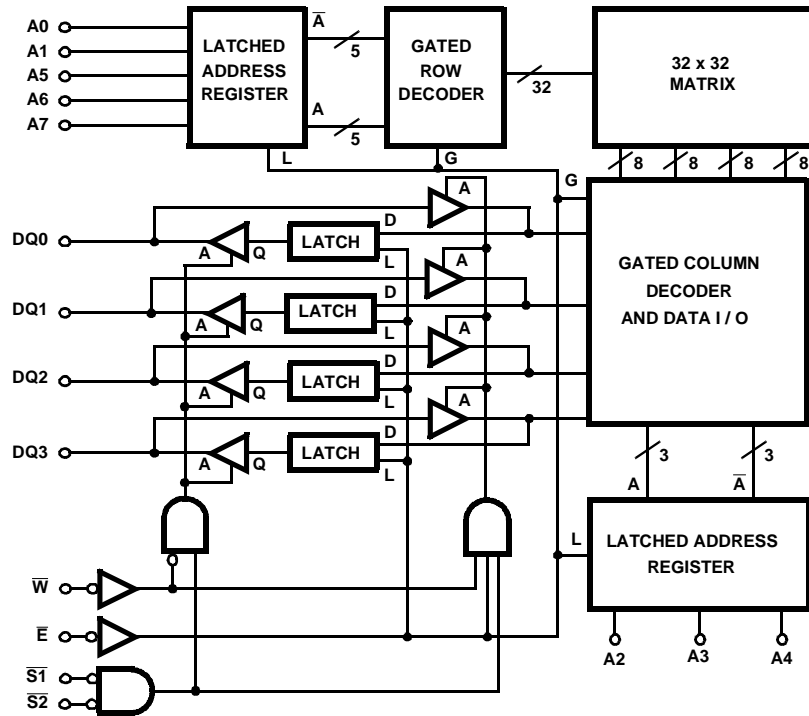 A0
A1
A5
A6
A7
LATCHED
ADDRESS
REGISTER
A̅
5
A
5
L
GATED
ROW
DECODER
G
32
32 x 32
MATRIX
8
8
8
8
G
GATED COLUMN
DECODER
AND DATA I / O
DQ0
A
Q
LATCH
D
L
A
DQ1
A
Q
LATCH
D
L
A
DQ2
A
Q
LATCH
D
L
A
DQ3
A
Q
LATCH
D
L
A
3
3
A
A̅
L
LATCHED ADDRESS
REGISTER
A2
A3
A4
W̅
E̅
S̅1̅
S̅2̅